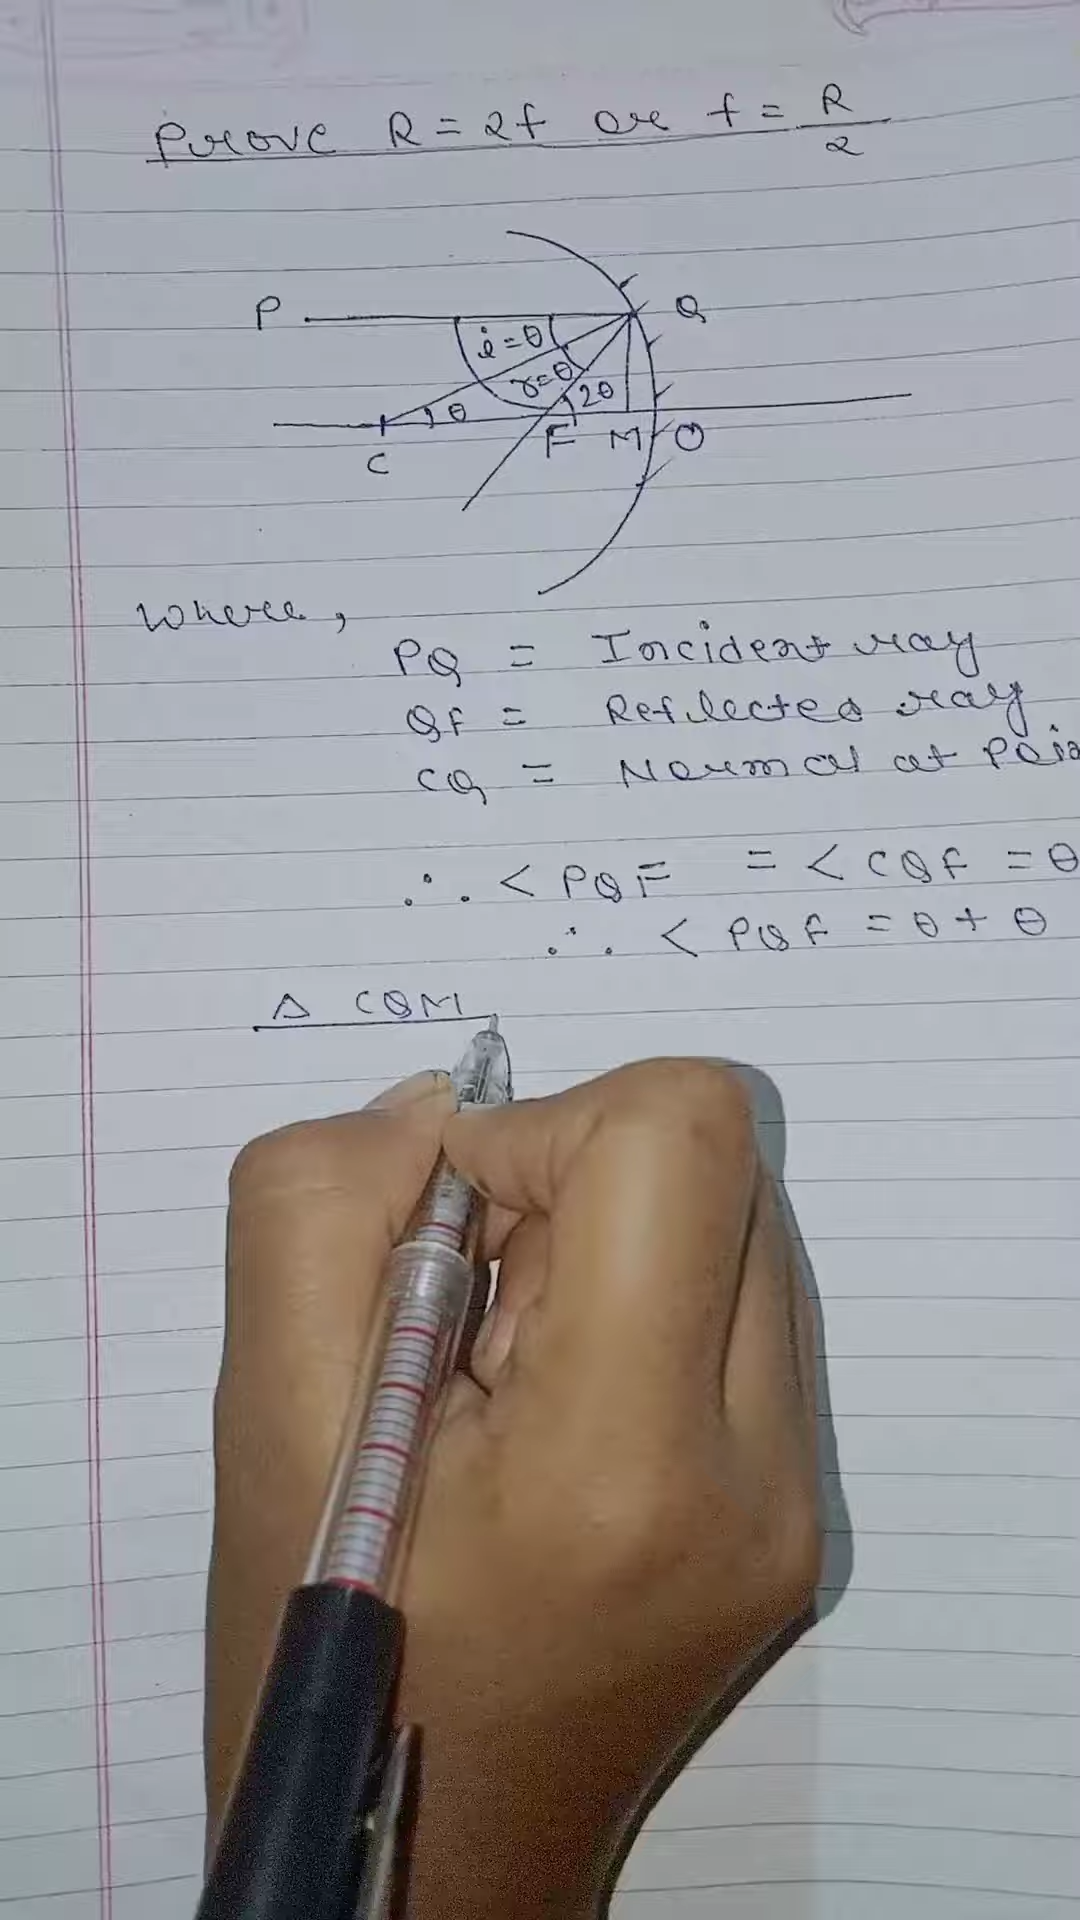 Prove R = 2f or f = R/2
P
Q
i = θ
r = θ
2θ
θ
F M O
C
where,
PQ = Incident ray
QF = Reflected ray
CQ = Normal at
∴ < PQF = < CQF = θ
∴ < PQF = θ + θ
Δ CQM